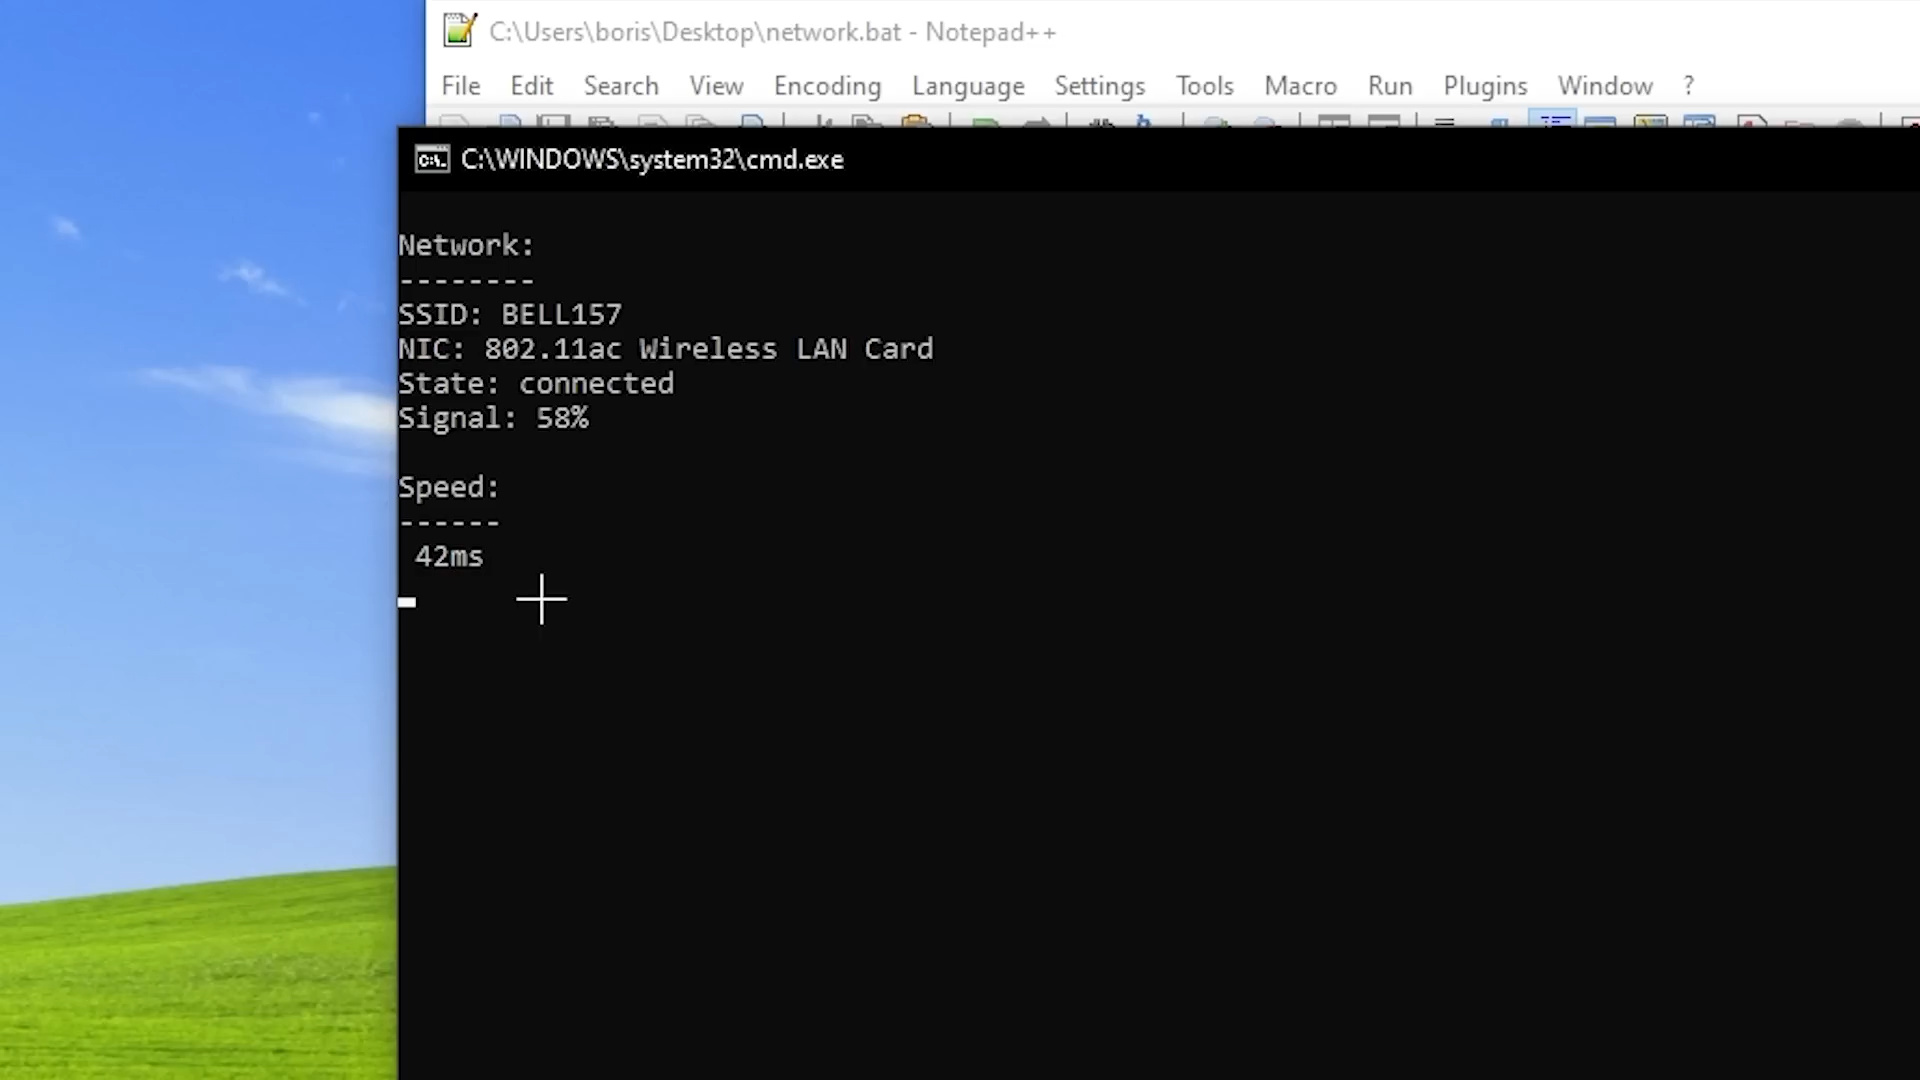 C:\Users\boris\Desktop\network.bat - Notepad++
File Edit Search View Encoding Language Settings Tools Macro Run Plugins Window ?
C:\WINDOWS\system32\cmd.exe
Network:
--------
SSID: BELL157
NIC: 802.11ac Wireless LAN Card
State: connected
Signal: 58%
Speed:
------
42ms